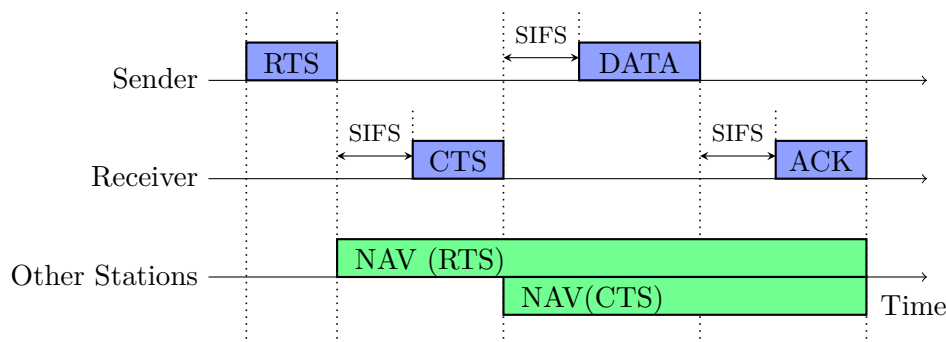 SIFS
RTS
DATA
Sender
SIFS
SIFS
CTS
ACK
Receiver
NAV (RTS)
Other Stations
NAV(CTS)
Time